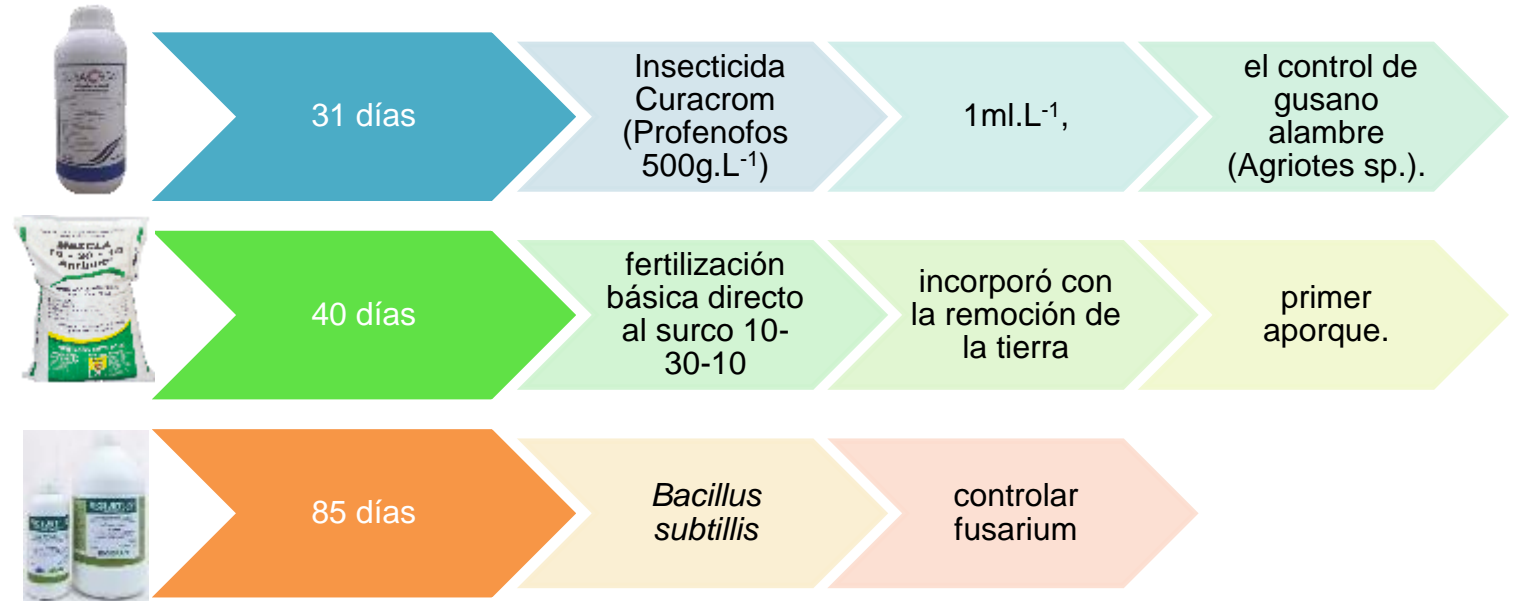 31 días
Insecticida
Curacrom
(Profenofos
500g.L⁻¹)
1ml.L⁻¹,
el control de
gusano
alambre
(Agriotes sp.).
MEZCLA
40 días
fertilización
básica directo
al surco 10-
30-10
incorporó con
la remoción de
la tierra
primer
aporque.
85 días
Bacillus
subtillis
controlar
fusarium